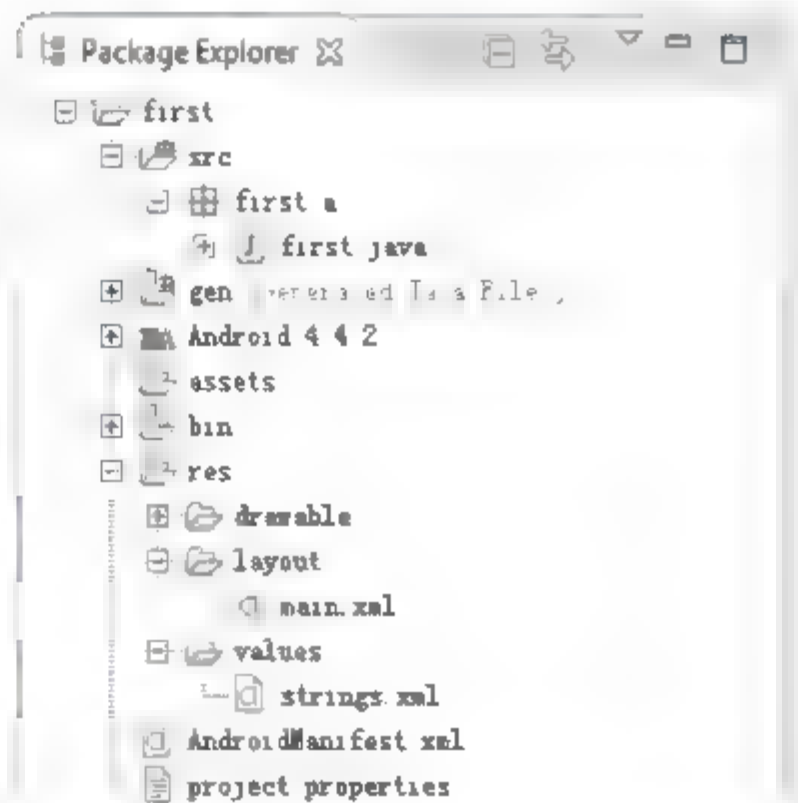 Package Explorer
first
src
first a
first java
gen
Android 4 4 2
assets
bin
res
drawable
layout
main.xml
values
strings.xml
AndroidManifest xml
project properties